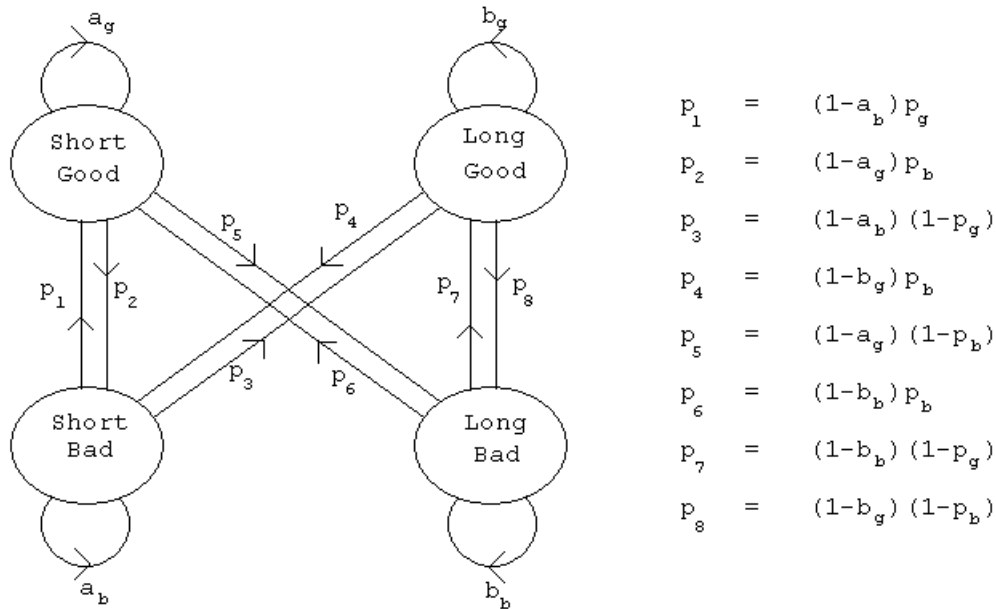 a_g
b_g
Short
Good
Long
Good
p_5
p_4
p_1
p_2
p_7
p_8
p_3
p_6
Short
Bad
Long
Bad
a_b
b_b
p_1 = (1-a_b)p_g
p_2 = (1-a_g)p_b
p_3 = (1-a_b)(1-p_g)
p_4 = (1-b_g)p_b
p_5 = (1-a_g)(1-p_b)
p_6 = (1-b_b)p_b
p_7 = (1-b_b)(1-p_g)
p_8 = (1-b_g)(1-p_b)